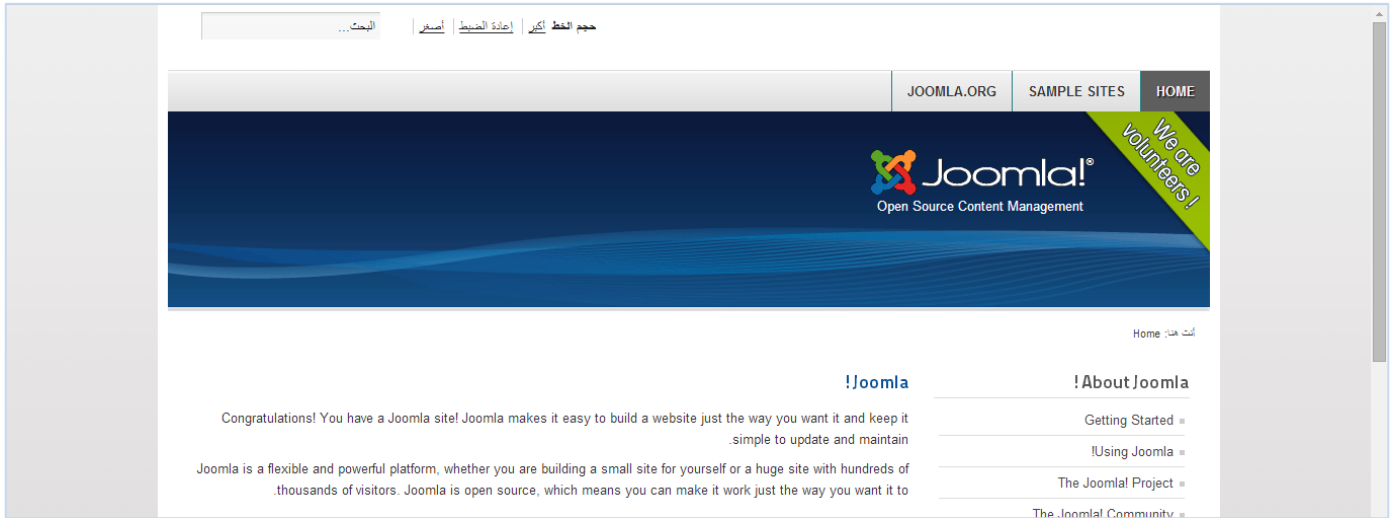 حجم الخط أكبر | إعادة الضبط | أصغر |
البحث...
HOME
SAMPLE SITES
JOOMLA.ORG
We are
volunteers!
Joomla!®
Open Source Content Management
أنت هنا: Home
!About Joomla
Getting Started
!Using Joomla
The Joomla! Project
The Joomla! Community
!Joomla
Congratulations! You have a Joomla site! Joomla makes it easy to build a website just the way you want it and keep it
.simple to update and maintain
Joomla is a flexible and powerful platform, whether you are building a small site for yourself or a huge site with hundreds of
.thousands of visitors. Joomla is open source, which means you can make it work just the way you want it to